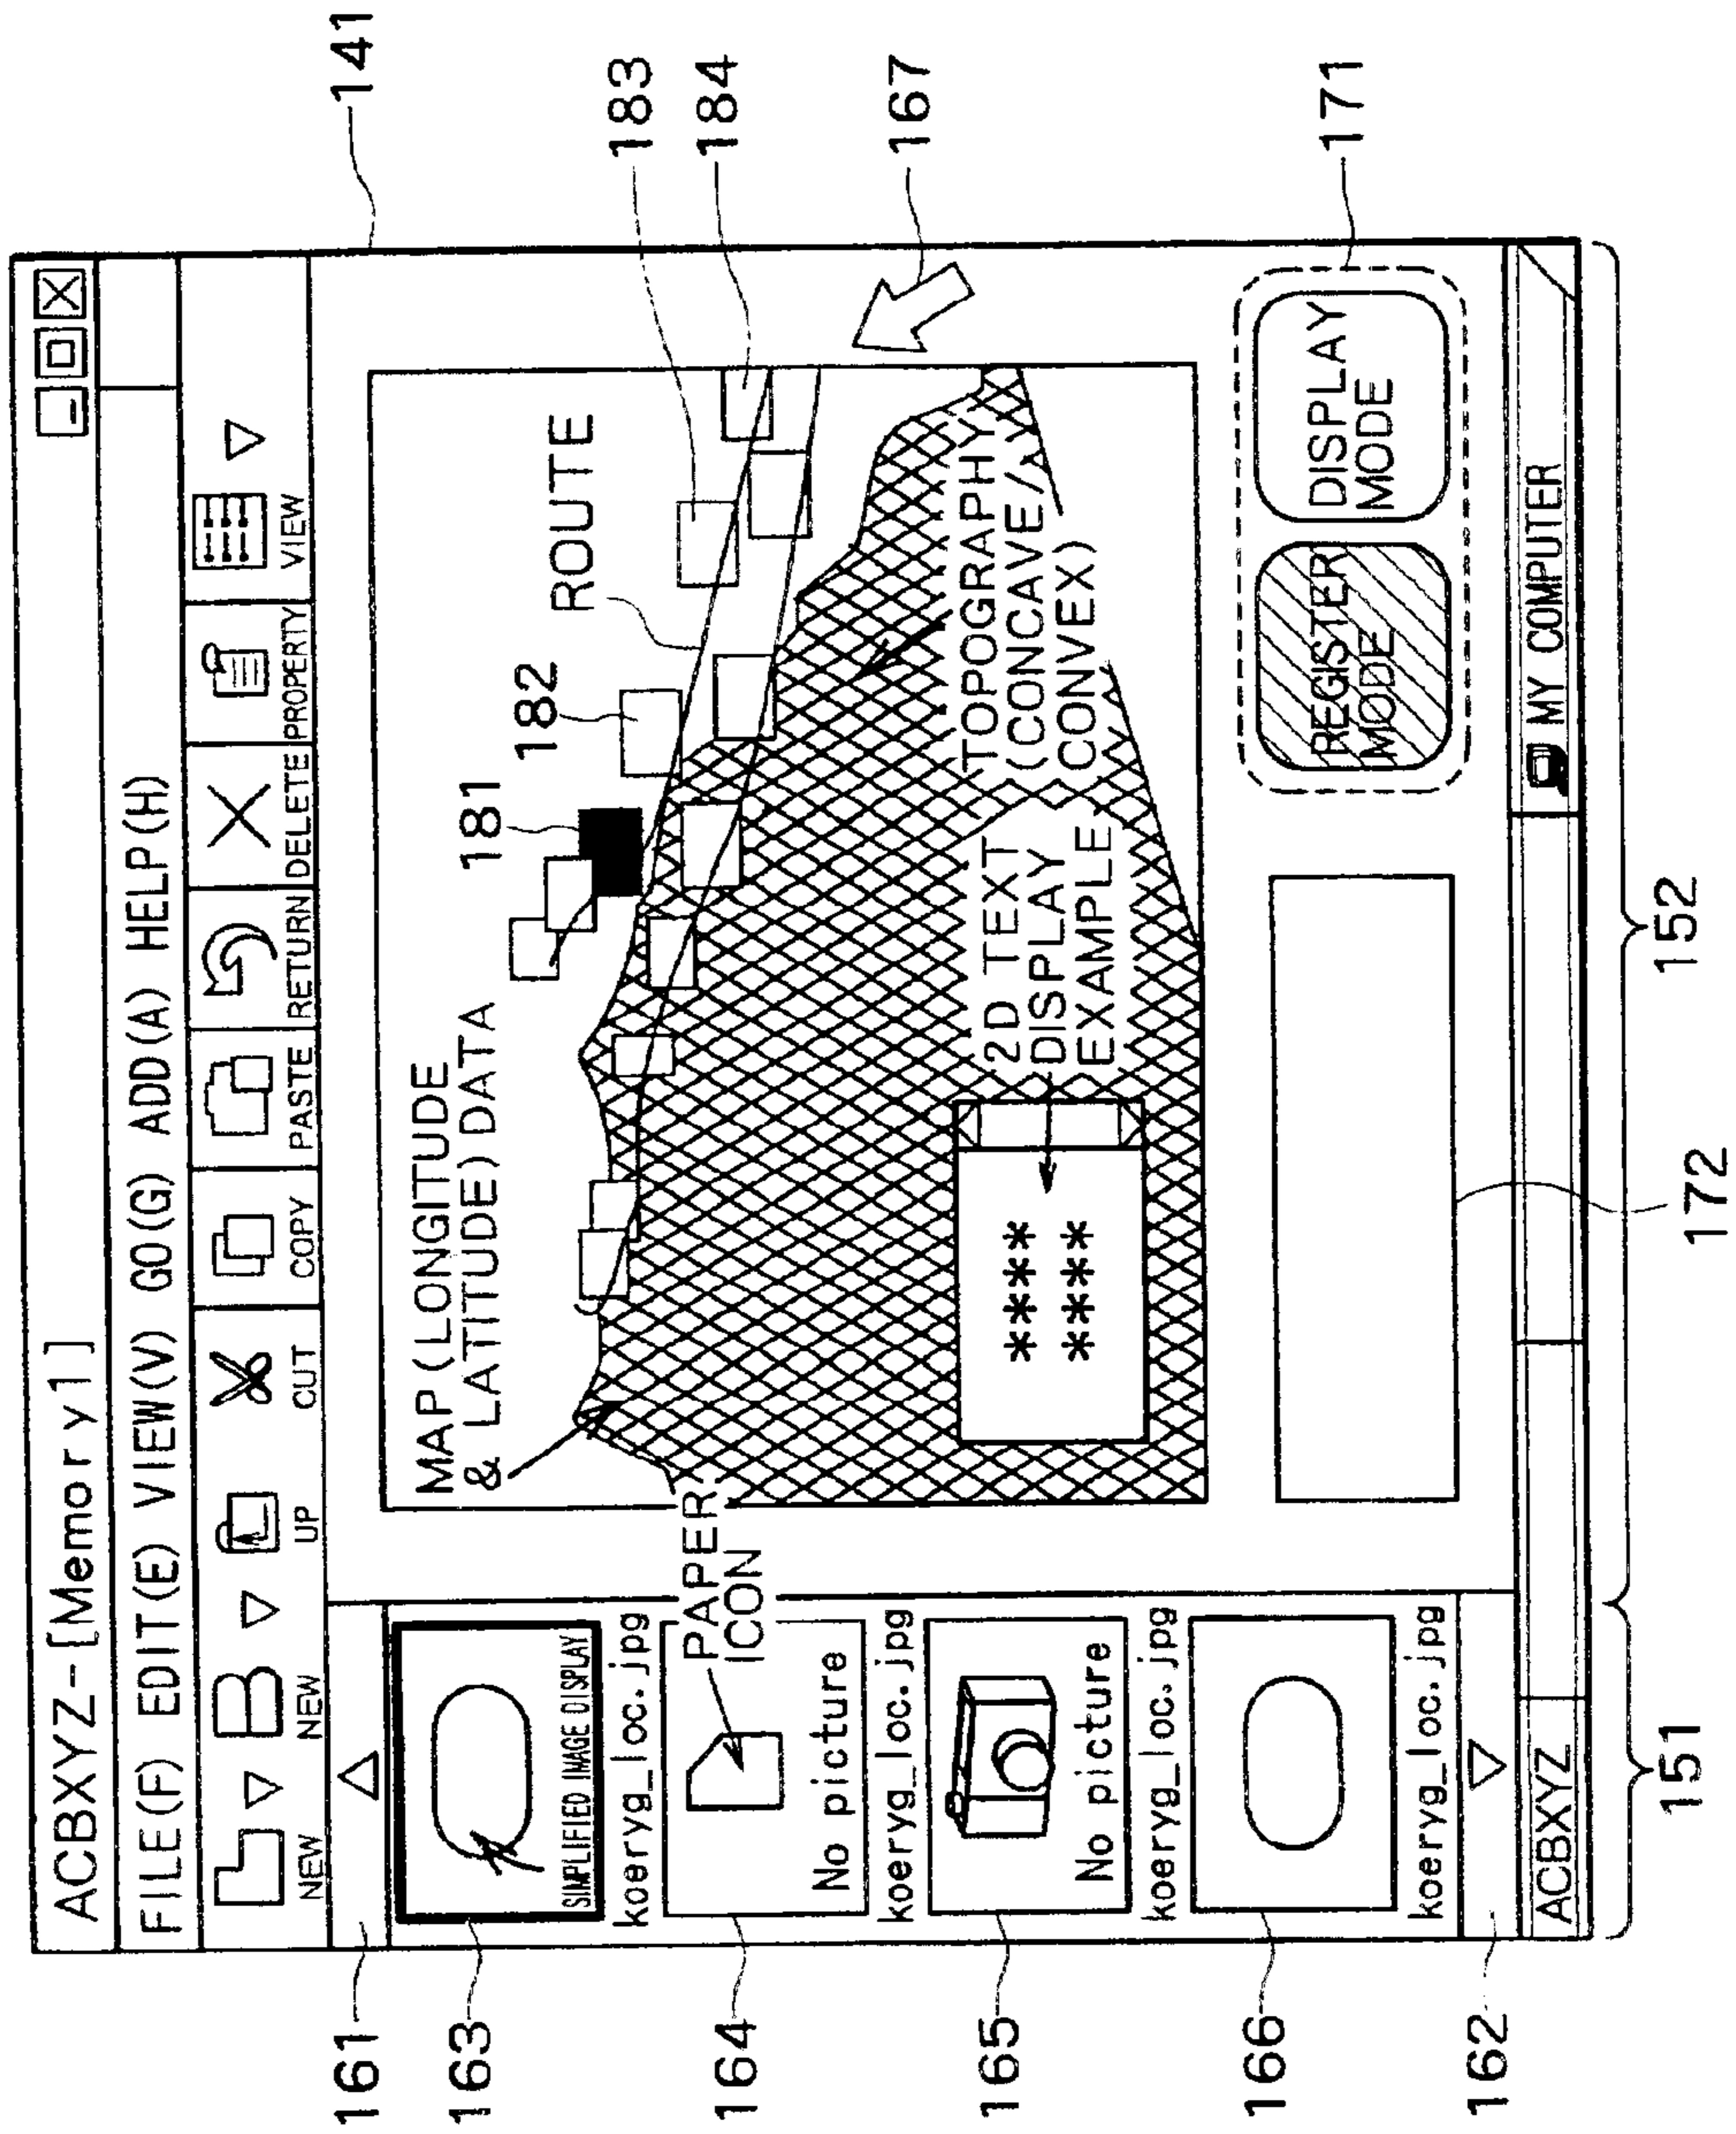 ACBXYZ-[Memory1]
FILE(F) EDIT(E) VIEW(V) GO(G) ADD(A) HELP(H)
NEW NEW UP CUT COPY PASTE RETURN DELETE PROPERTY VIEW
141
161
163
SIMPLIFIED IMAGE DISPLAY
koeryg_loc.jpg
164
PAPER
ICON
No picture
koeryg_loc.jpg
165
No picture
koeryg_loc.jpg
166
koeryg_loc.jpg
162
MAP (LONGITUDE
& LATITUDE) DATA
181
182
ROUTE
183
184
167
TOPOGRAPHY
(CONCAVE/
CONVEX)
2D TEXT
DISPLAY
EXAMPLE
****
****
REGISTER
MODE
DISPLAY
MODE
171
ACBXYZ
MY COMPUTER
151
152
172